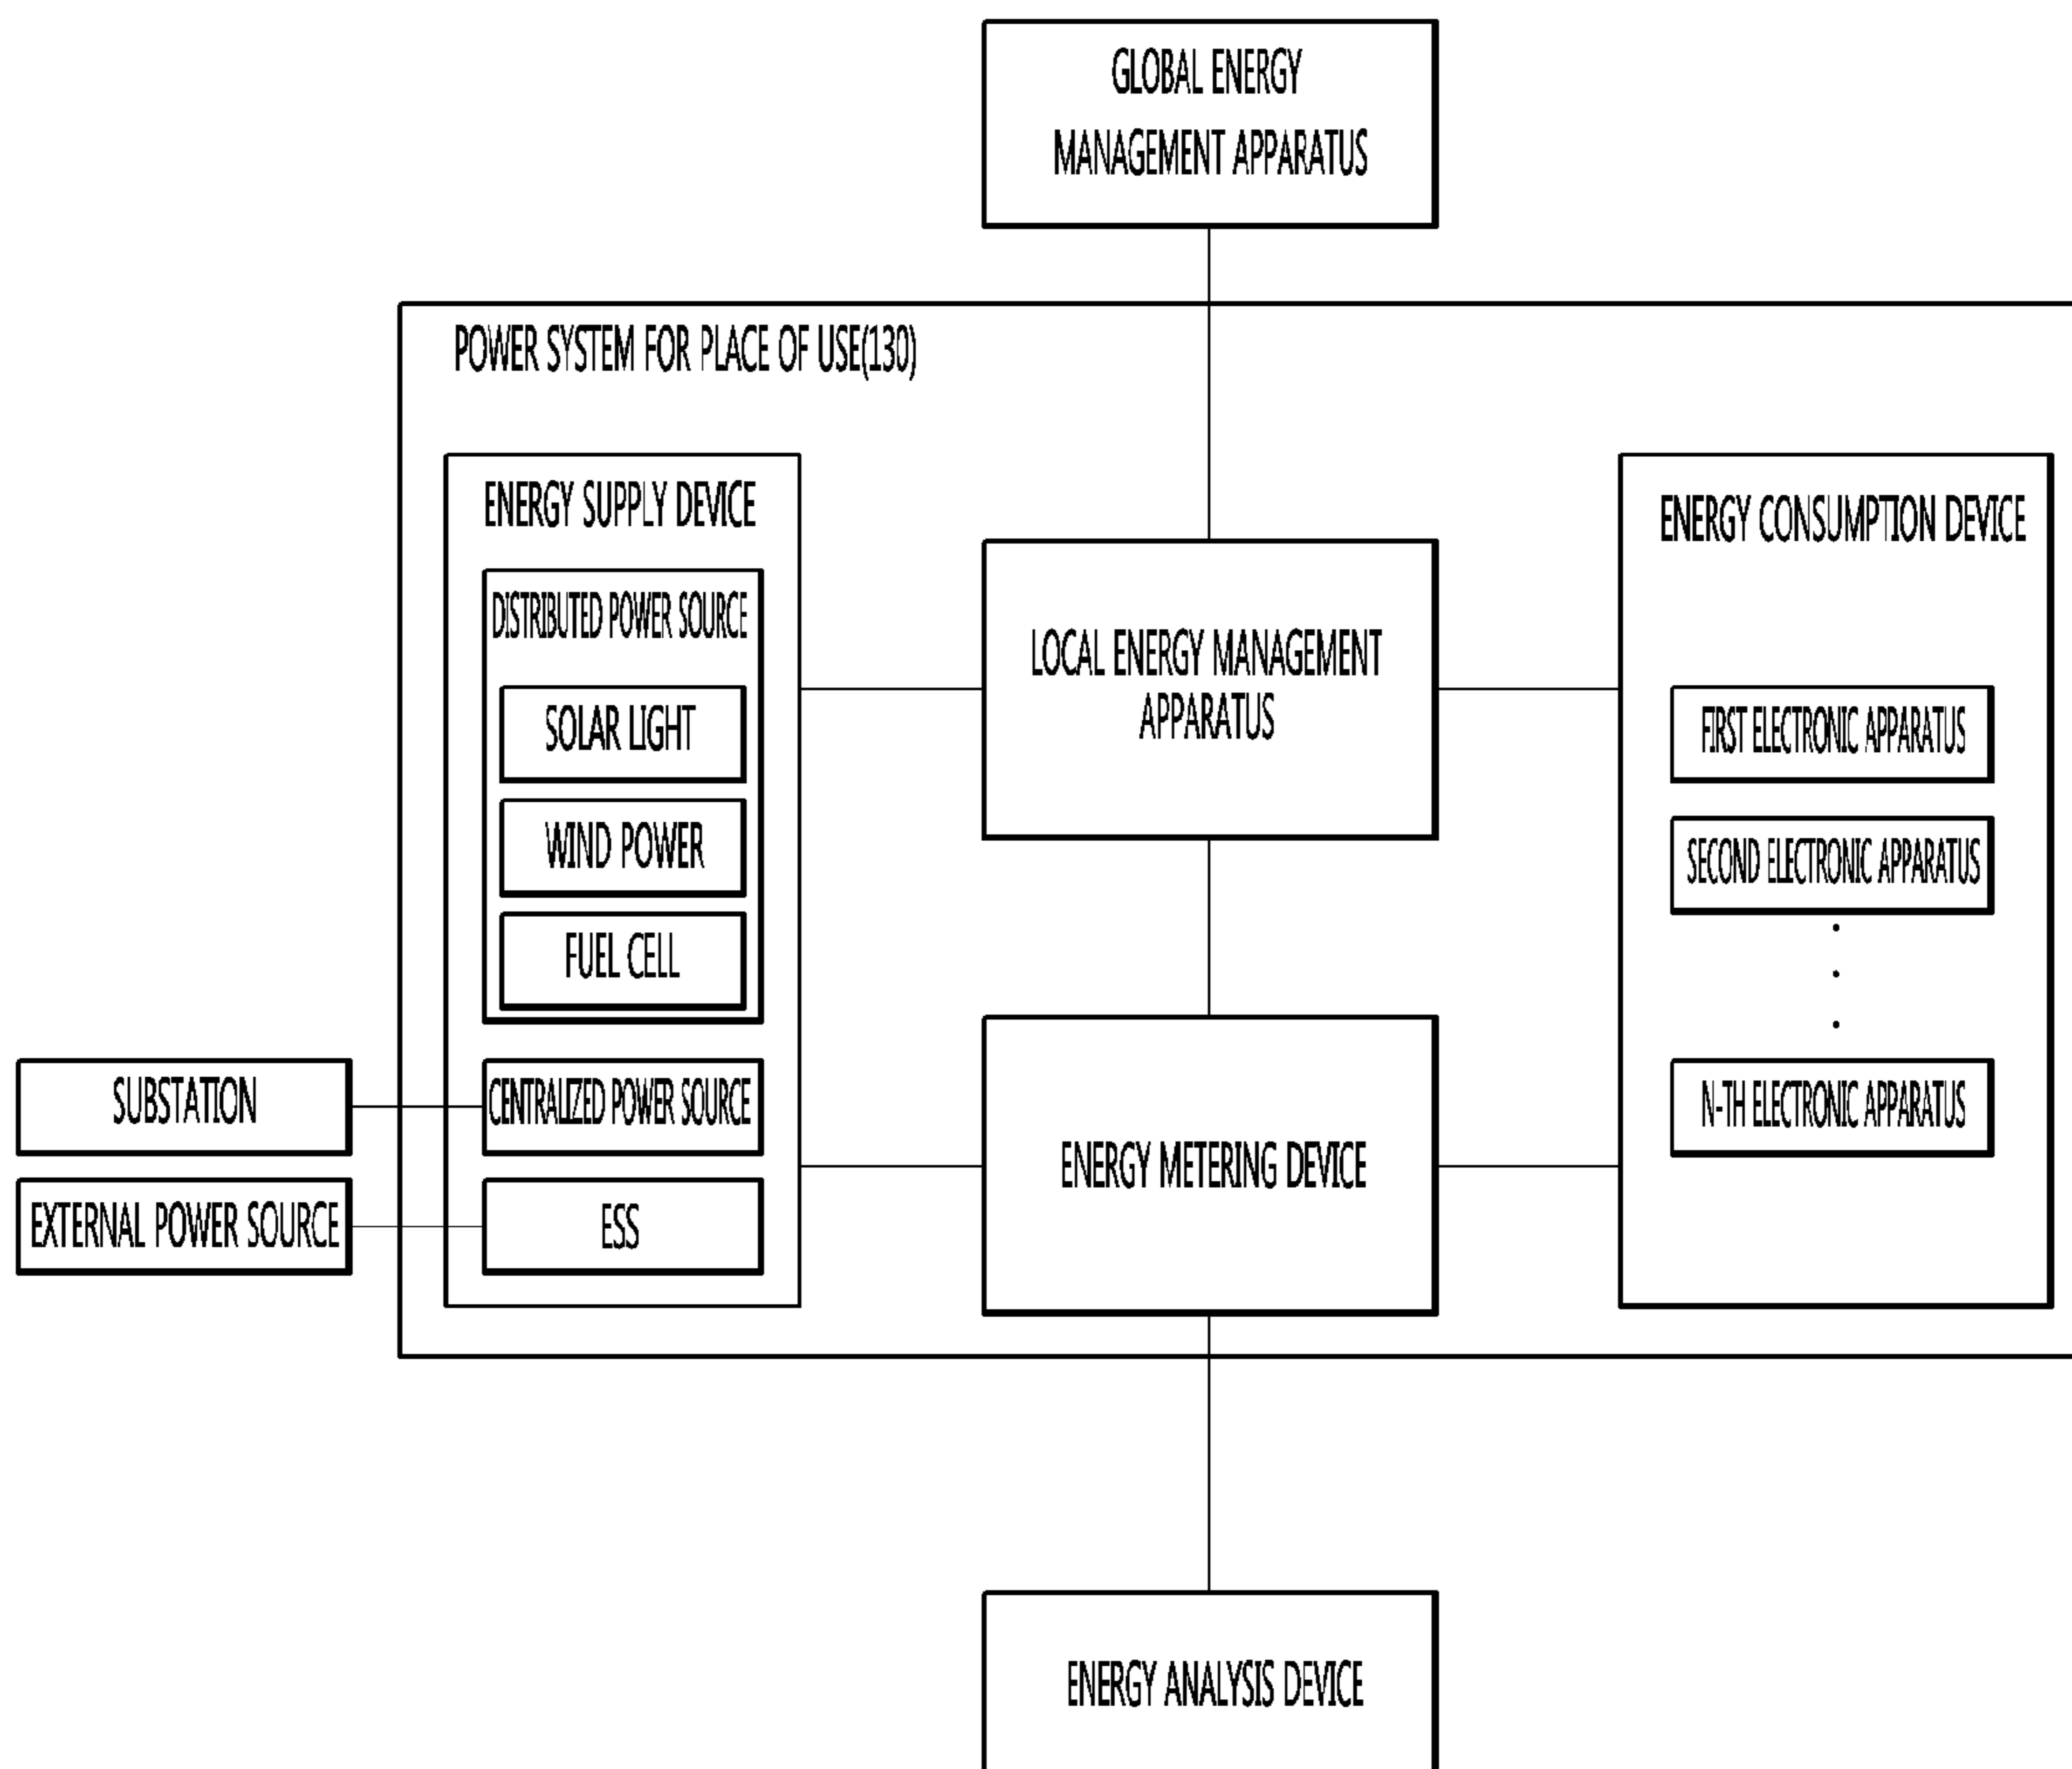 GLOBAL ENERGY
MANAGEMENT APPARATUS
POWER SYSTEM FOR PLACE OF USE(130)
ENERGY SUPPLY DEVICE
DISTRIBUTED POWER SOURCE
SOLAR LIGHT
WIND POWER
FUEL CELL
CENTRALIZED POWER SOURCE
ESS
SUBSTATION
EXTERNAL POWER SOURCE
LOCAL ENERGY MANAGEMENT
APPARATUS
ENERGY METERING DEVICE
ENERGY CONSUMPTION DEVICE
FIRST ELECTRONIC APPARATUS
SECOND ELECTRONIC APPARATUS
N-TH ELECTRONIC APPARATUS
ENERGY ANALYSIS DEVICE